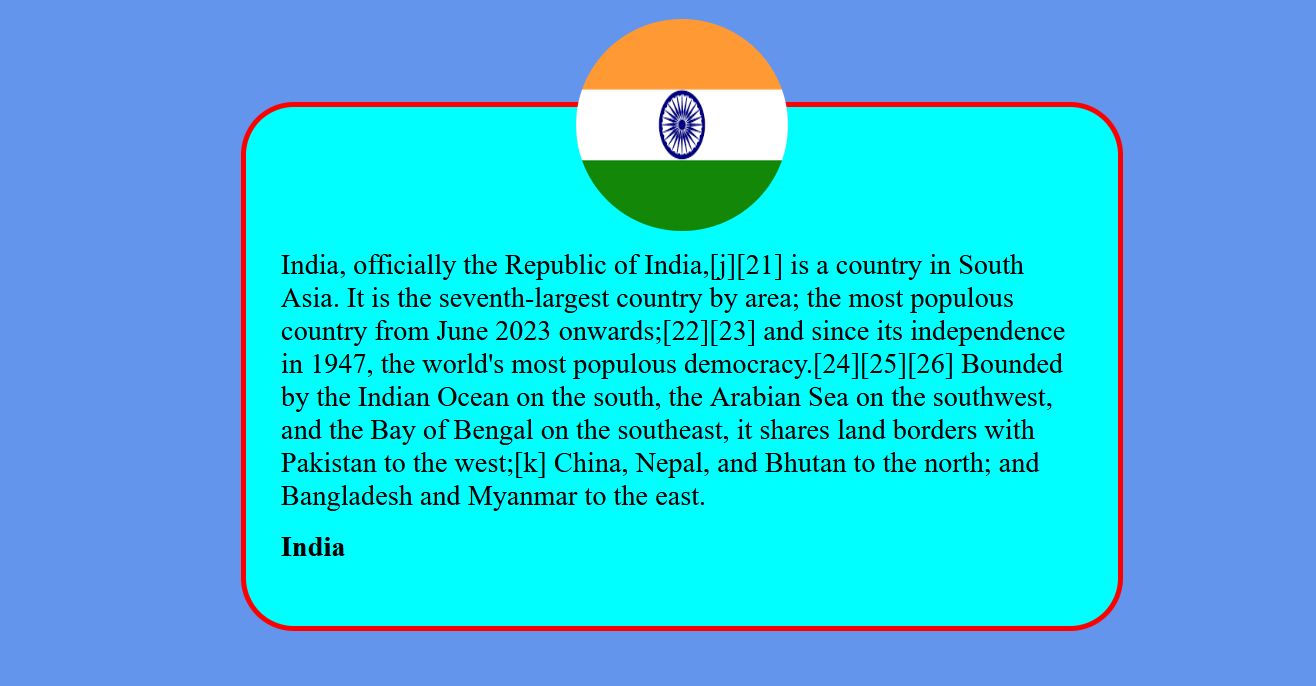 India, officially the Republic of India,[j][21] is a country in South
Asia. It is the seventh-largest country by area; the most populous
country from June 2023 onwards;[22][23] and since its independence
in 1947, the world's most populous democracy.[24][25][26] Bounded
by the Indian Ocean on the south, the Arabian Sea on the southwest,
and the Bay of Bengal on the southeast, it shares land borders with
Pakistan to the west;[k] China, Nepal, and Bhutan to the north; and
Bangladesh and Myanmar to the east.
India